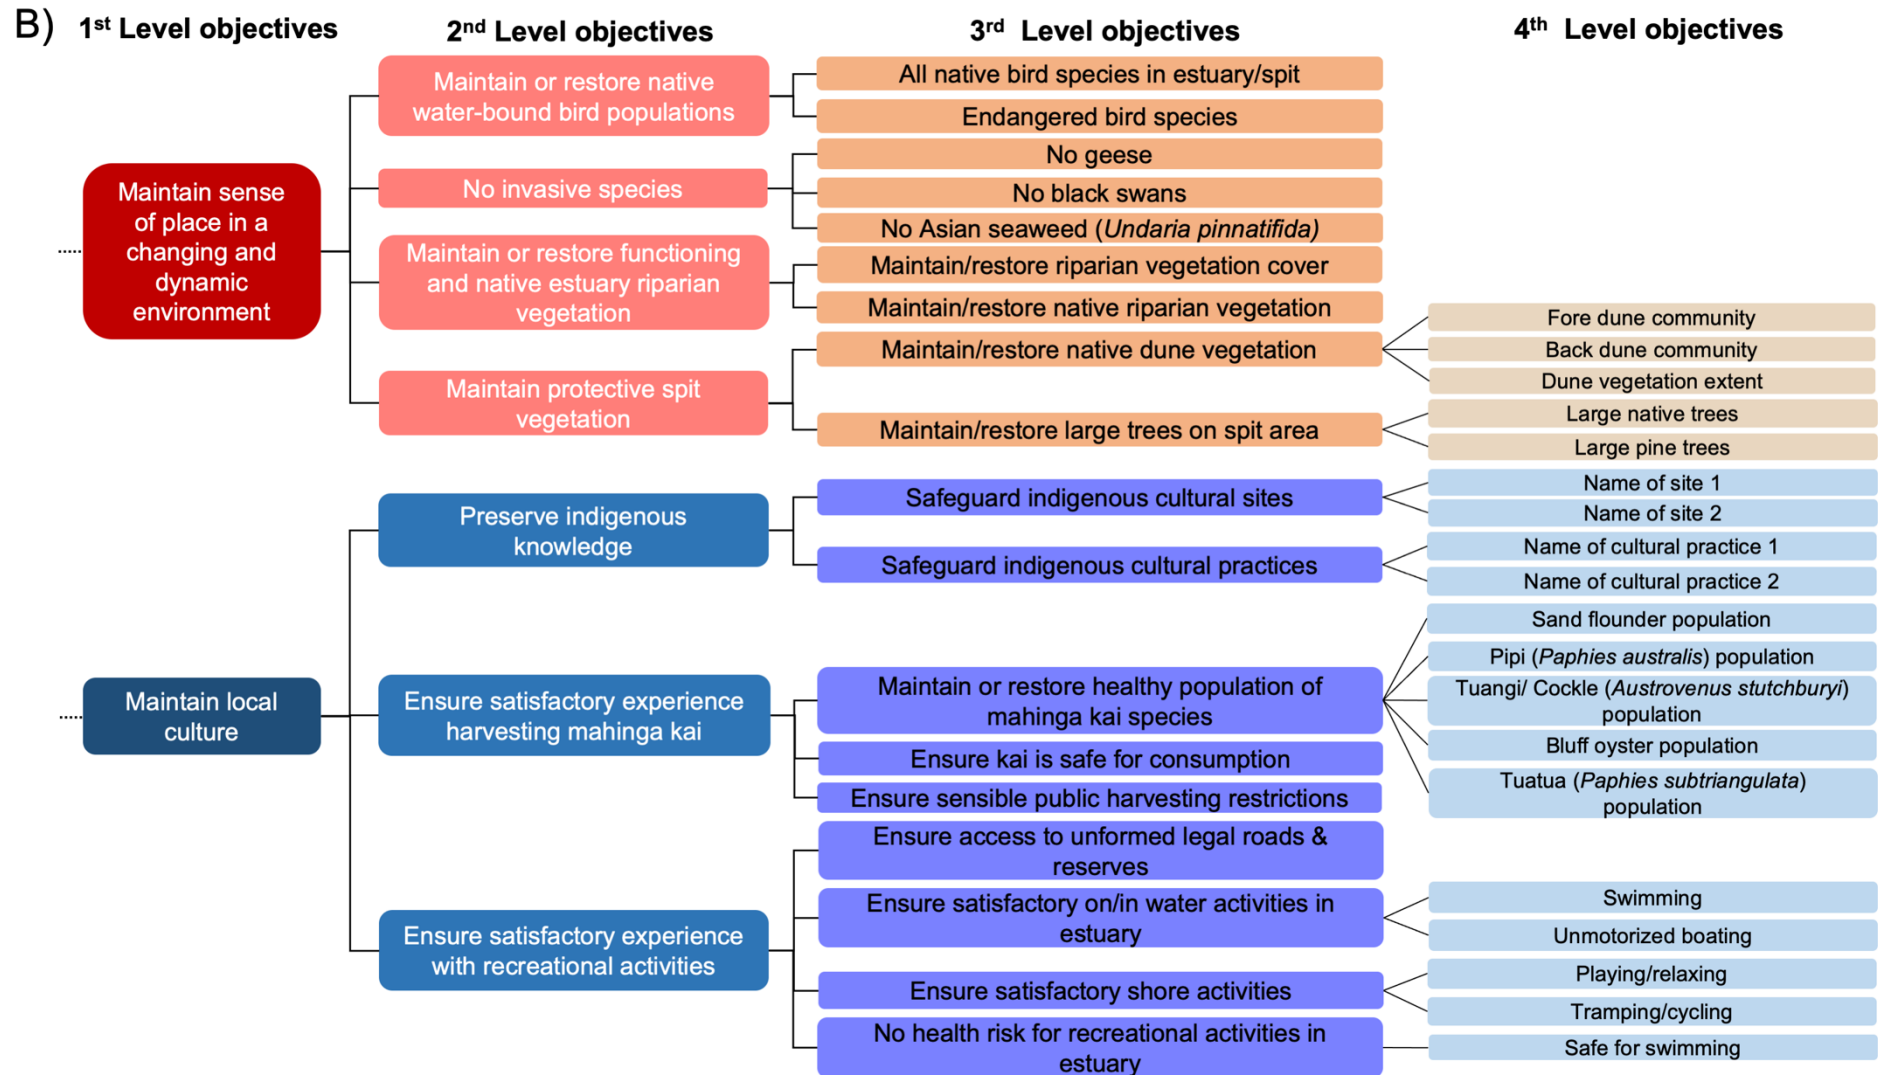 B)
1st Level objectives
2nd Level objectives
3rd Level objectives
4th Level objectives
Maintain sense
of place in a
changing and
dynamic
environment
Maintain or restore native
water-bound bird populations
All native bird species in estuary/spit
Endangered bird species
No invasive species
No geese
No black swans
No Asian seaweed (Undaria pinnatifida)
Maintain or restore functioning
and native estuary riparian
vegetation
Maintain/restore riparian vegetation cover
Maintain/restore native riparian vegetation
Maintain protective spit
vegetation
Maintain/restore native dune vegetation
Fore dune community
Back dune community
Dune vegetation extent
Maintain/restore large trees on spit area
Large native trees
Large pine trees
Maintain local
culture
Preserve indigenous
knowledge
Safeguard indigenous cultural sites
Name of site 1
Name of site 2
Safeguard indigenous cultural practices
Name of cultural practice 1
Name of cultural practice 2
Ensure satisfactory experience
harvesting mahinga kai
Maintain or restore healthy population of
mahinga kai species
Sand flounder population
Pipi (Paphies australis) population
Tuangi/ Cockle (Austrovenus stutchburyi)
population
Bluff oyster population
Tuatua (Paphies subtriangulata)
population
Ensure kai is safe for consumption
Ensure sensible public harvesting restrictions
Ensure satisfactory experience
with recreational activities
Ensure access to unformed legal roads &
reserves
Ensure satisfactory on/in water activities in
estuary
Swimming
Unmotorized boating
Ensure satisfactory shore activities
Playing/relaxing
Tramping/cycling
No health risk for recreational activities in
estuary
Safe for swimming